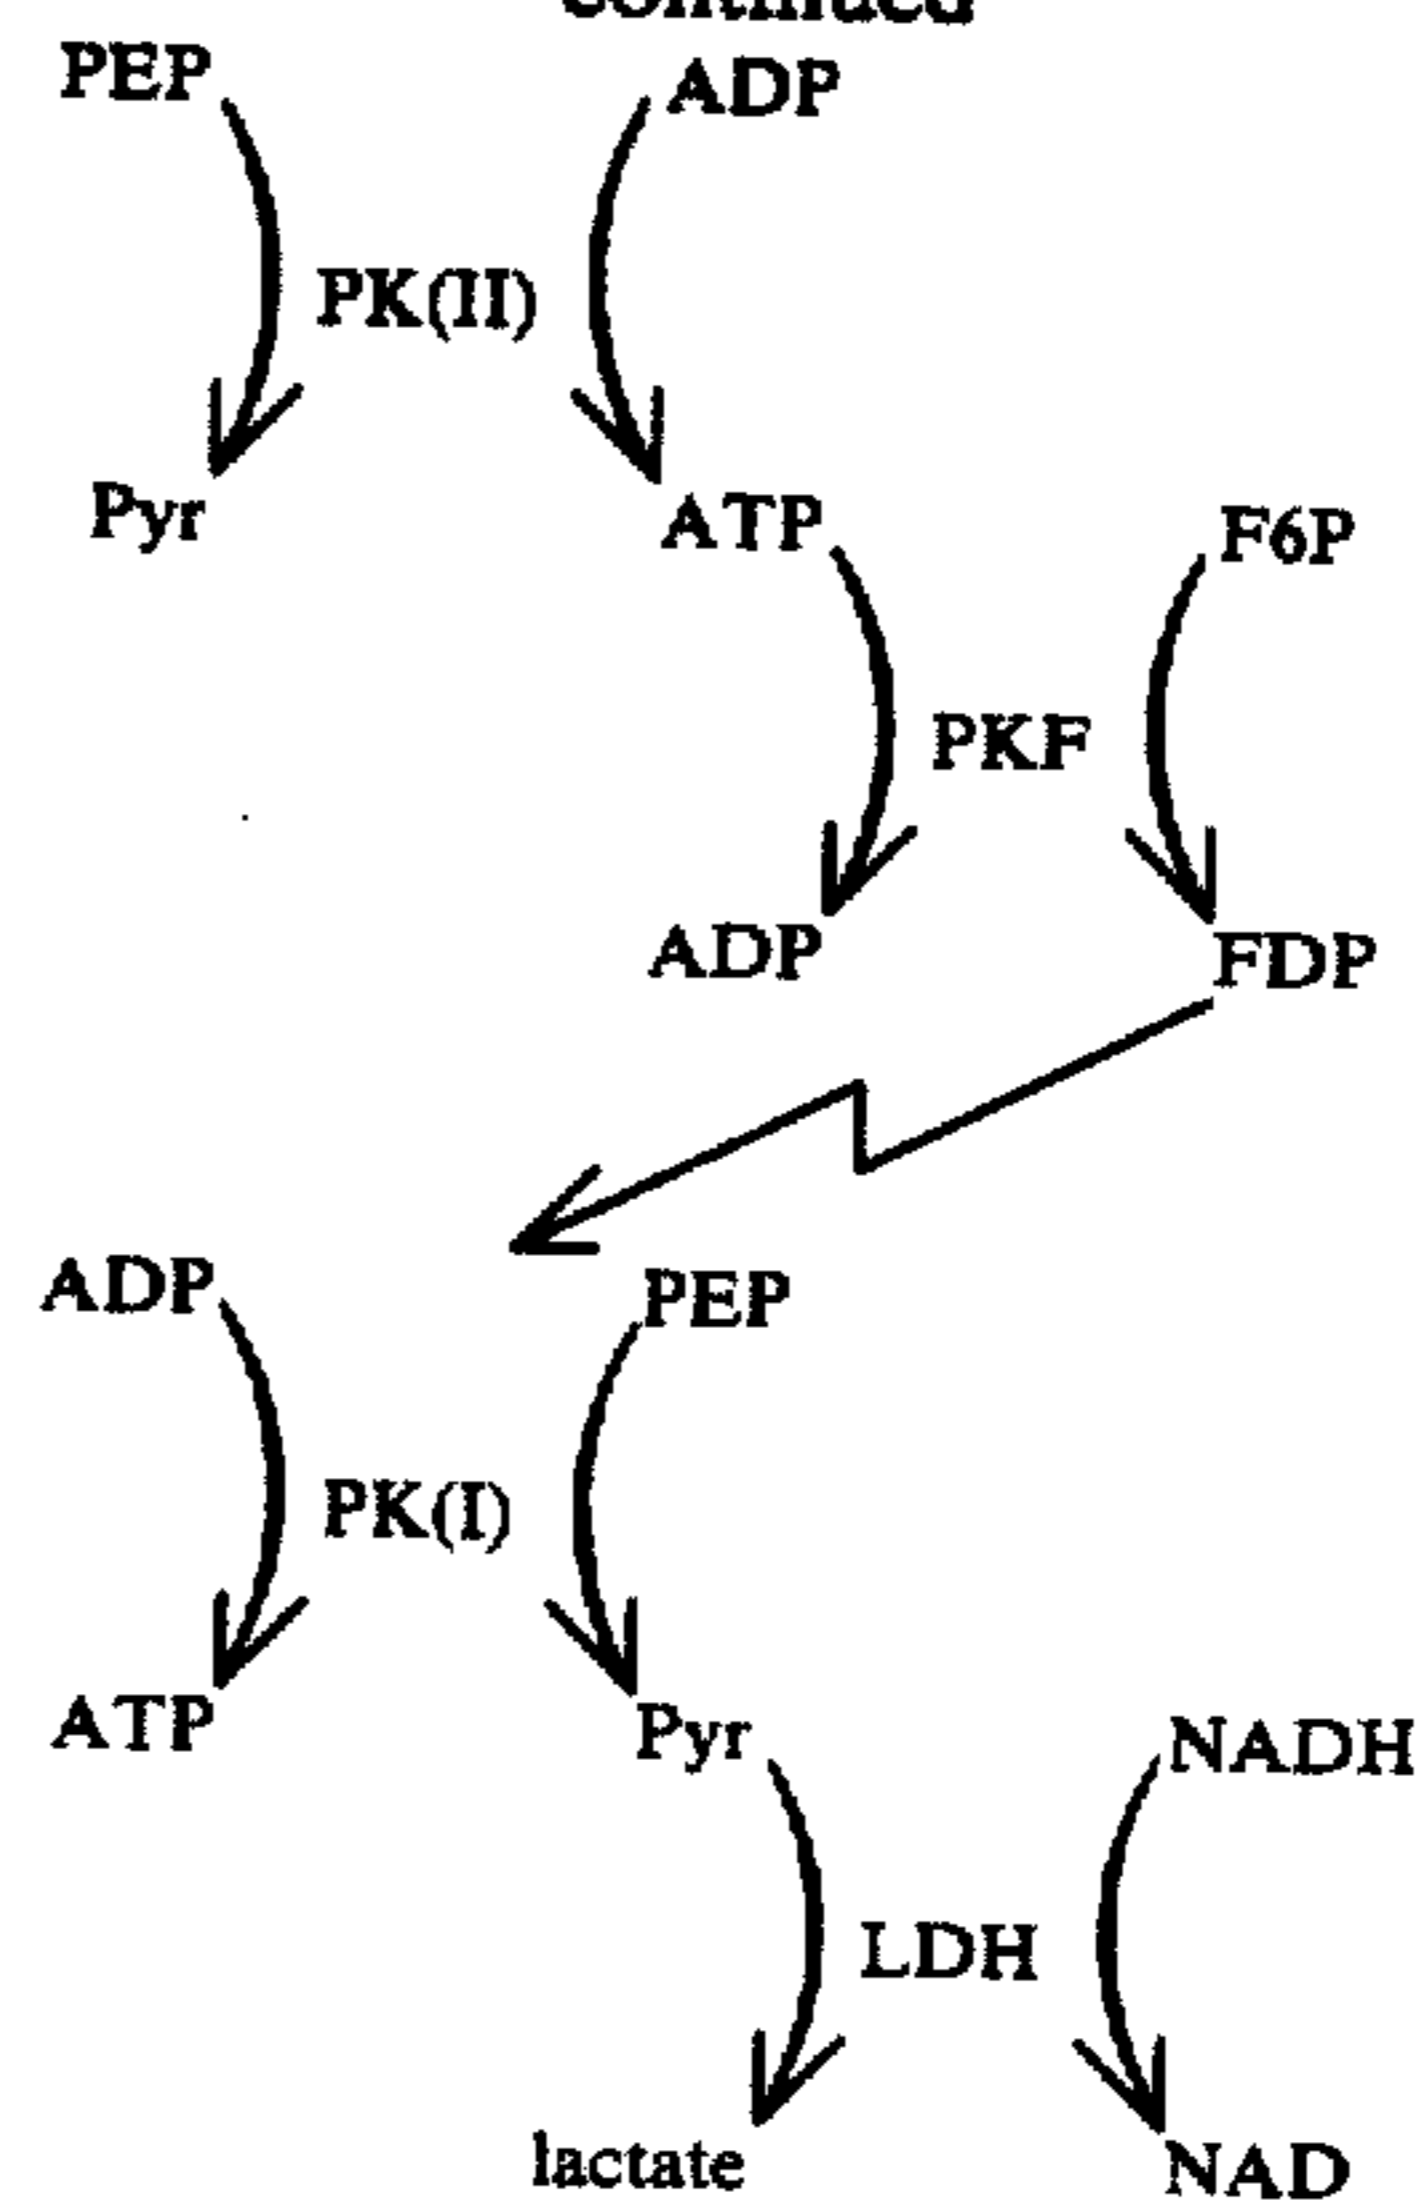 continued
PEP ADP
PK(II)
Pyr
ATP F6P
PKF
ADP FDP
ADP PEP
PK(I)
ATP Pyr NADH
LDH
lactate NAD